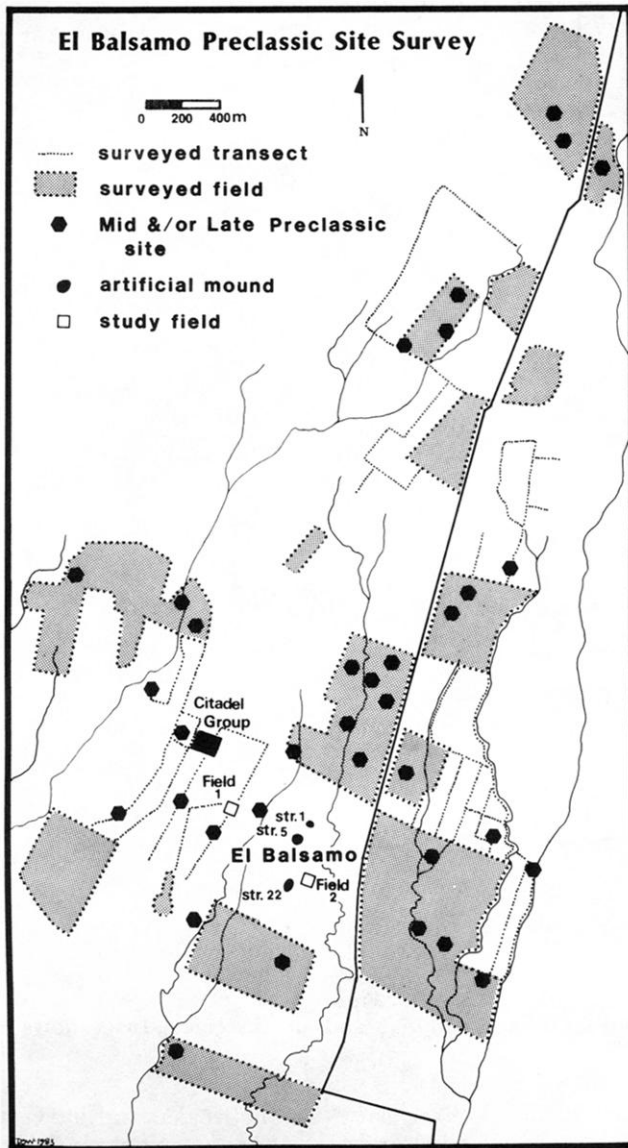 El Balsamo Preclassic Site Survey
0 200 400m
N
surveyed transect
surveyed field
Mid &/or Late Preclassic
site
artificial mound
study field
Citadel
Group
Field
1
str.1
str.5
El Balsamo
str.22
Field
2